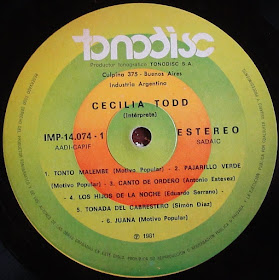 tonodisc
Productor fonográfico TONODISC S.A.
Culpina 375 - Buenos Aires
Industria Argentina
CECILIA TODD
(Intérprete)
IMP-14.074 - 1
ESTEREO
AADI-CAPIF
SADAIC
1. TONTO MALEMBE (Motivo Popular) - 2. PAJARILLO VERDE
(Motivo Popular) - 3. CANTO DE ORDEÑO (Antonio Estevez)
4. LOS HIJOS DE LA NOCHE (Eduardo Serrano) -
5. TONADA DEL CABRESTERO (Simón Díaz)
6. JUANA (Motivo Popular)
℗ 1981